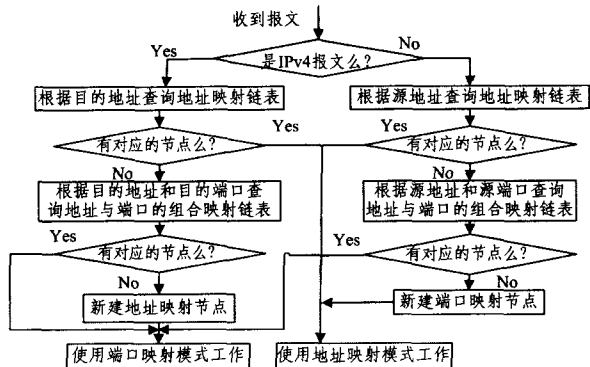 收到报文
Yes
No
是IPv4报文么?
根据目的地址查询地址映射链表
根据源地址查询地址映射链表
有对应的节点么?
Yes
Yes
有对应的节点么?
No
No
根据目的地址和目的端口查
询地址与端口的组合映射链表
根据源地址和源端口查询
地址与端口的组合映射链表
Yes
有对应的节点么?
Yes
有对应的节点么?
No
No
新建地址映射节点
新建端口映射节点
使用端口映射模式工作
使用地址映射模式工作